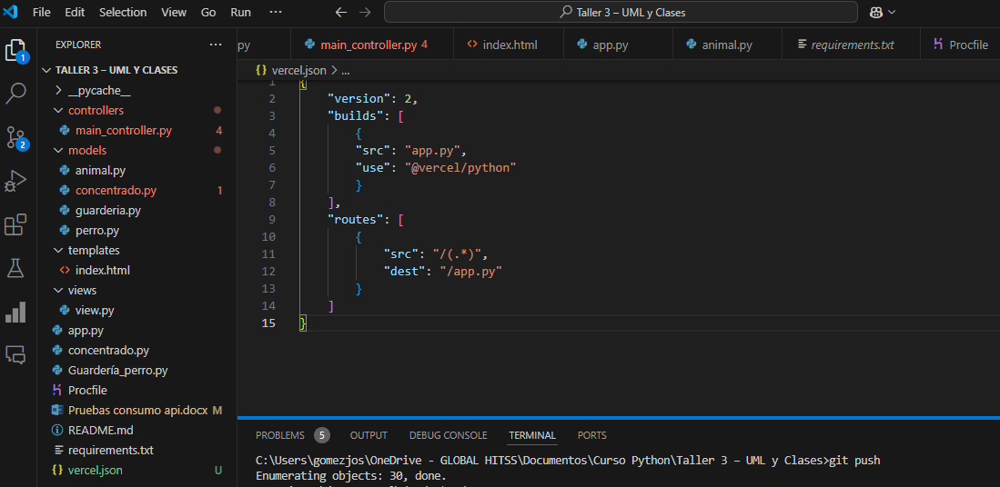 File Edit Selection View Go Run ··· Taller 3 – UML y Clases
EXPLORER ···
TALLER 3 – UML Y CLASES
__pycache__
controllers
main_controller.py 4
models
animal.py
concentrado.py 1
guarderia.py
perro.py
templates
index.html
views
view.py
app.py
concentrado.py
Guardería_perro.py
Procfile
Pruebas consumo api.docx M
README.md
requirements.txt
vercel.json U
1
2
py main_controller.py 4 index.html app.py animal.py requirements.txt Procfile
{} vercel.json > ...
1 {
2 "version": 2,
3 "builds": [
4 {
5 "src": "app.py",
6 "use": "@vercel/python"
7 }
8 ],
9 "routes": [
10 {
11 "src": "/(.*)",
12 "dest": "/app.py"
13 }
14 ]
15 }
PROBLEMS 5 OUTPUT DEBUG CONSOLE TERMINAL PORTS
C:\Users\gomezjos\OneDrive - GLOBAL HITSS\Documentos\Curso Python\Taller 3 – UML y Clases>git push
Enumerating objects: 30, done.